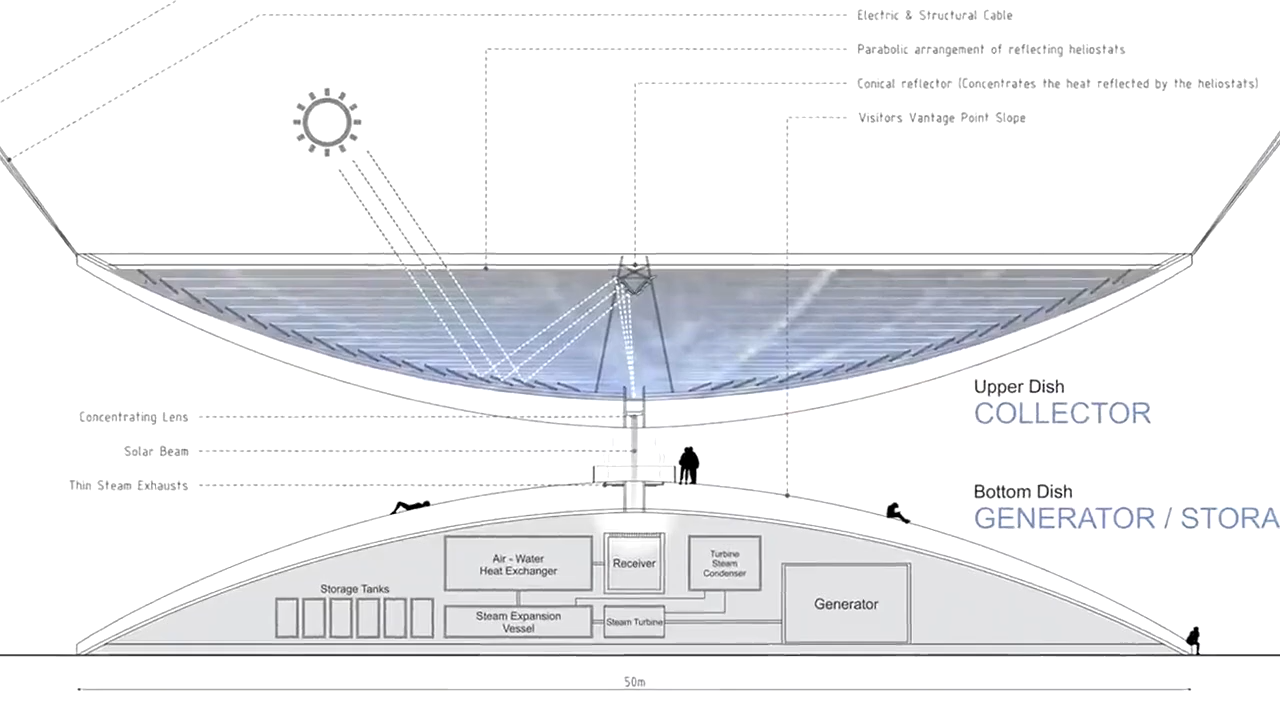 Electric & Structural Cable
Parabolic arrangement of reflecting heliostats
Conical reflector (Concentrates the heat reflected by the heliostats)
Visitors Vantage Point Slope
Upper Dish
COLLECTOR
Concentrating Lens
Solar Beam
Thin Steam Exhausts
Bottom Dish
GENERATOR / STORA
Air - Water
Heat Exchanger
Receiver
Turbine
Steam
Condenser
Storage Tanks
Steam Expansion
Vessel
Steam Turbine
Generator
50m